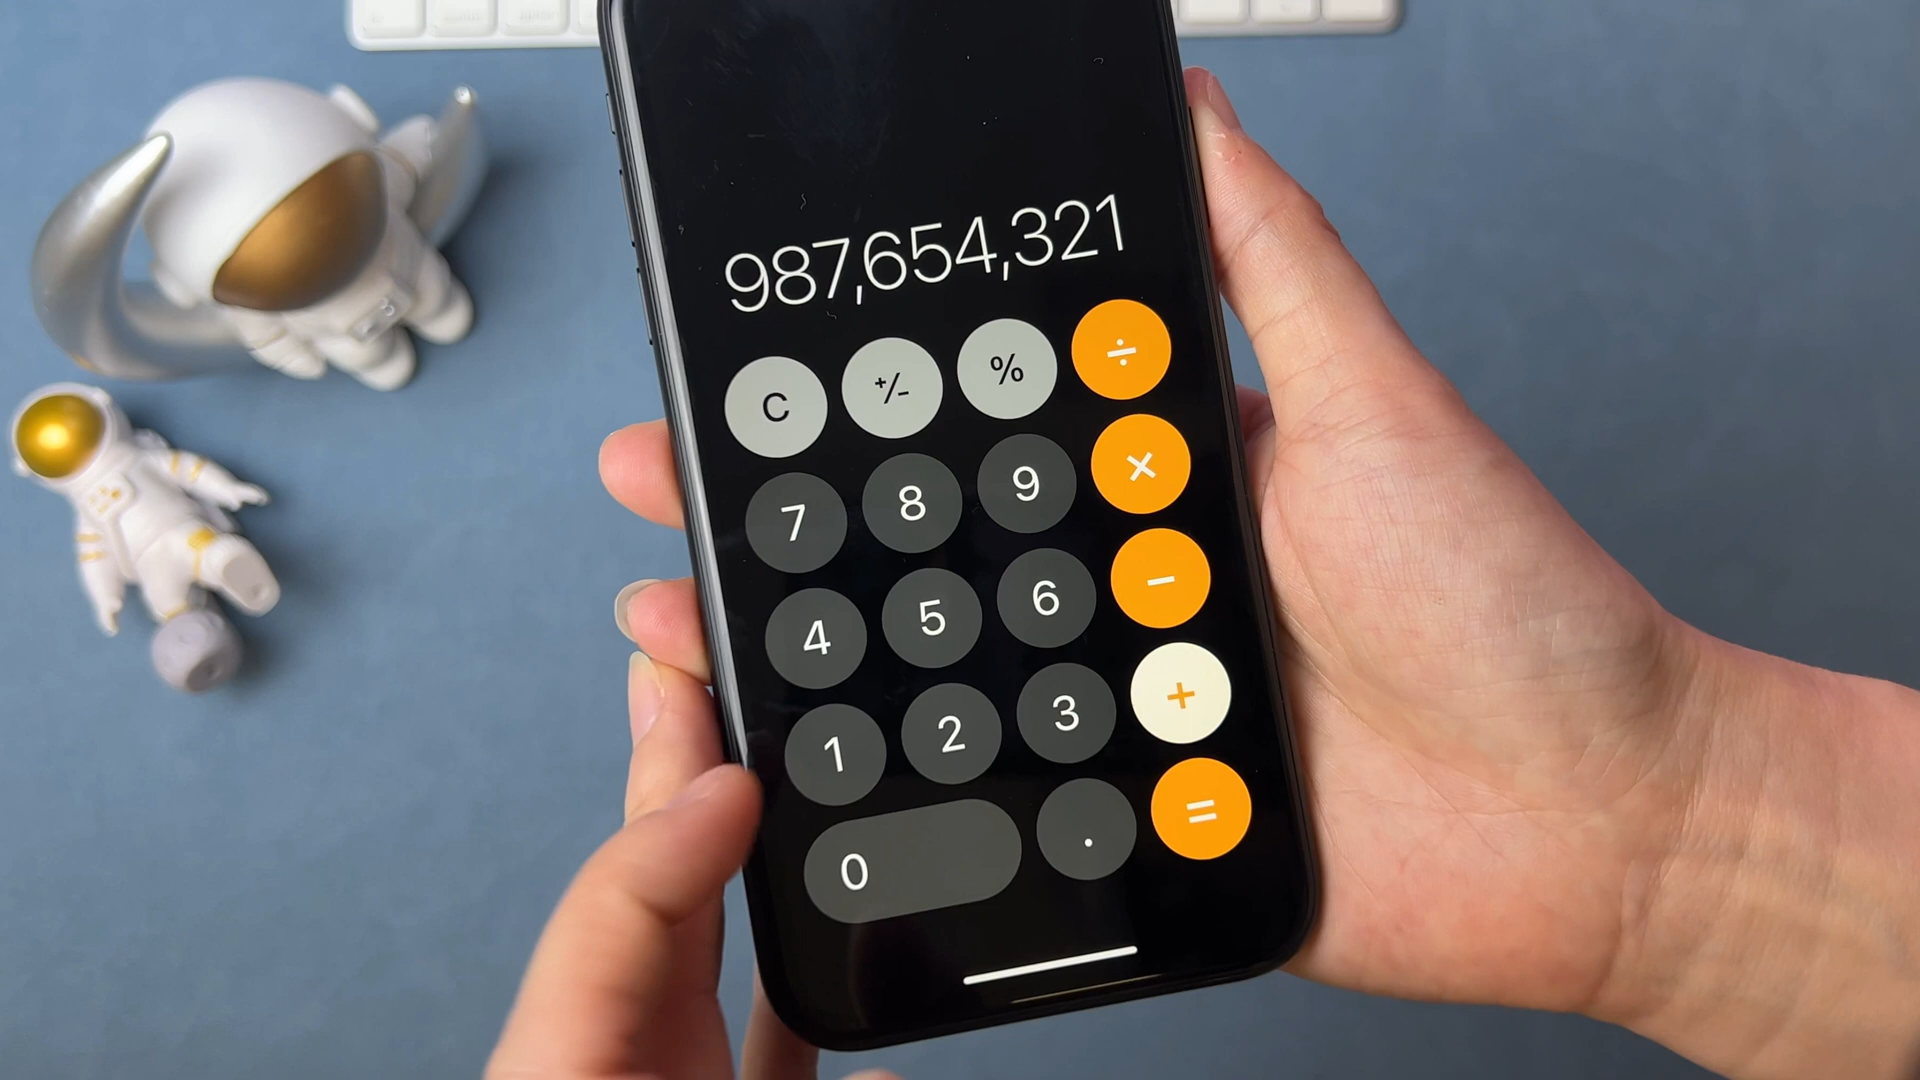 987,654,321
C +/- % ÷
7 8 9 ×
4 5 6 −
1 2 3 +
0 . =